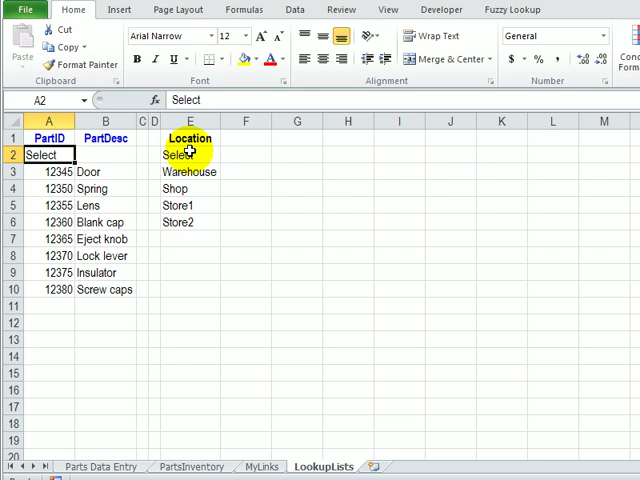 File Home Insert Page Layout Formulas Data Review View Developer Fuzzy Lookup
Paste
Cut
Copy
Format Painter
Clipboard
Arial Narrow 12 A A
B I U A
Font
Wrap Text
Merge & Center
Alignment
General
$ % ,
Number
A2 fx Select
A B C D E F G H I J K L M
1 PartID PartDesc Location
2 Select Select
3 12345 Door Warehouse
4 12350 Spring Shop
5 12355 Lens Store1
6 12360 Blank cap Store2
7 12365 Eject knob
8 12370 Lock lever
9 12375 Insulator
10 12380 Screw caps
11
12
13
14
15
16
17
18
19
20
Parts Data Entry PartsInventory MyLinks LookupLists
Ready